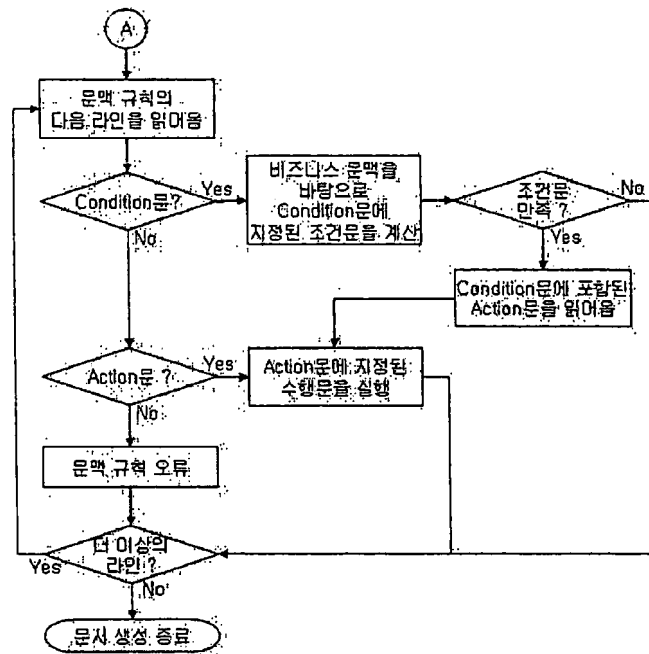 A
문맥 규칙의
다음 라인을 읽어옴
Condition문?
Yes
No
비즈니스 문맥을
바탕으로
Condition문에
지정된 조건문을 계산
조건문
만족 ?
No
Yes
Condition문에 포함된
Action문을 읽어옴
Action문 ?
Yes
No
Action문에 지정된
수행문을 실행
문맥 규칙 오류
더 이상의
라인 ?
Yes
No
문서 생성 종료